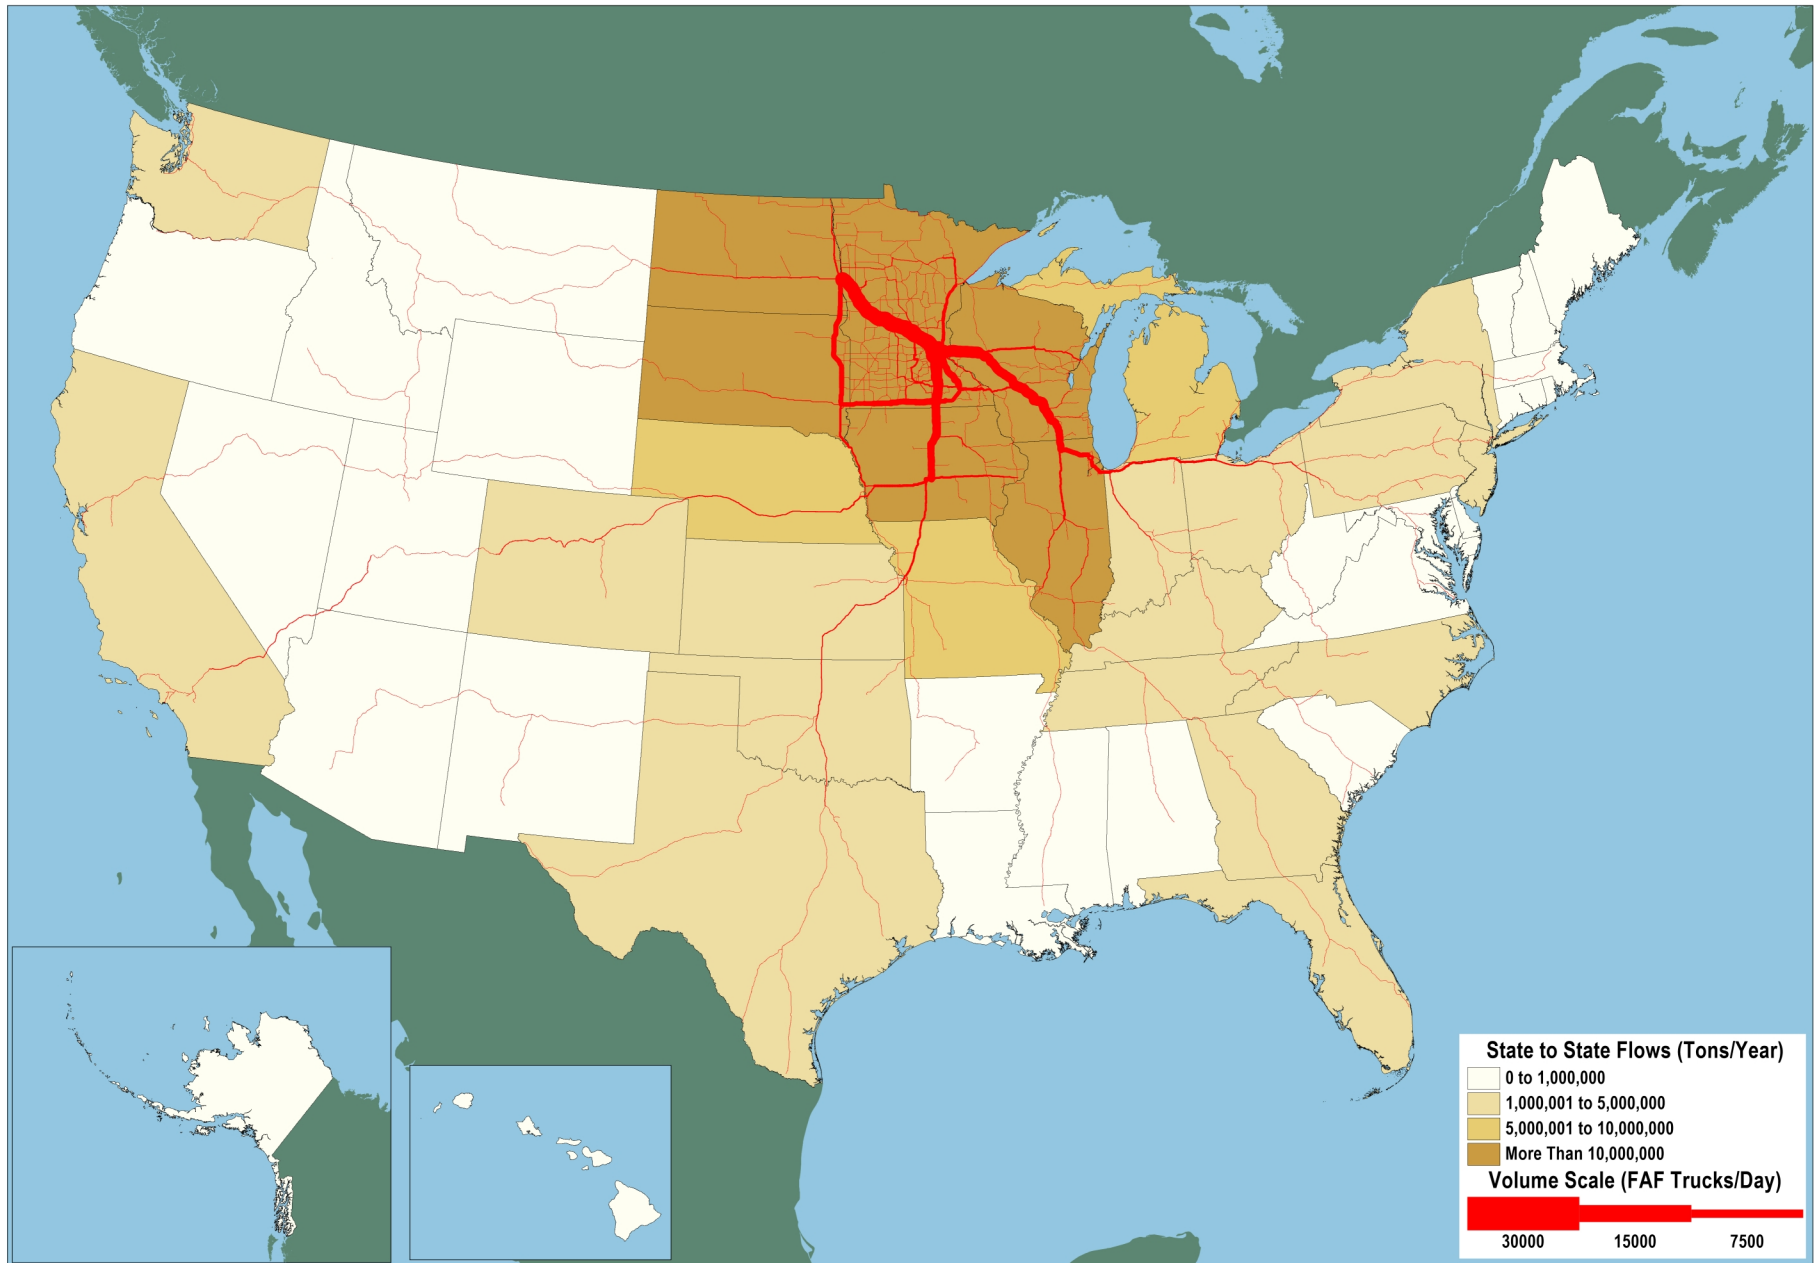 State to State Flows (Tons/Year)
0 to 1,000,000
1,000,001 to 5,000,000
5,000,001 to 10,000,000
More Than 10,000,000
Volume Scale (FAF Trucks/Day)
30000 15000 7500